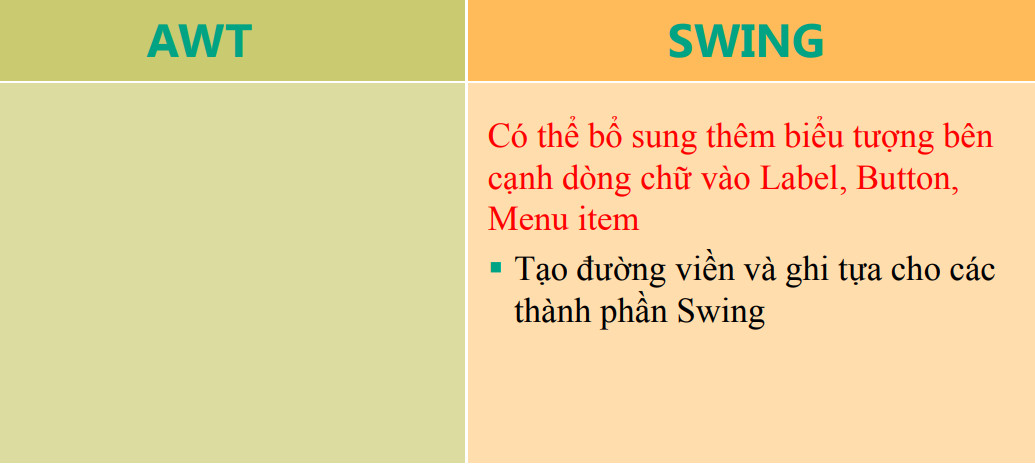 AWT
SWING
Có thể bổ sung thêm biểu tượng bên
cạnh dòng chữ vào Label, Button,
Menu item
▪ Tạo đường viền và ghi tựa cho các
thành phần Swing